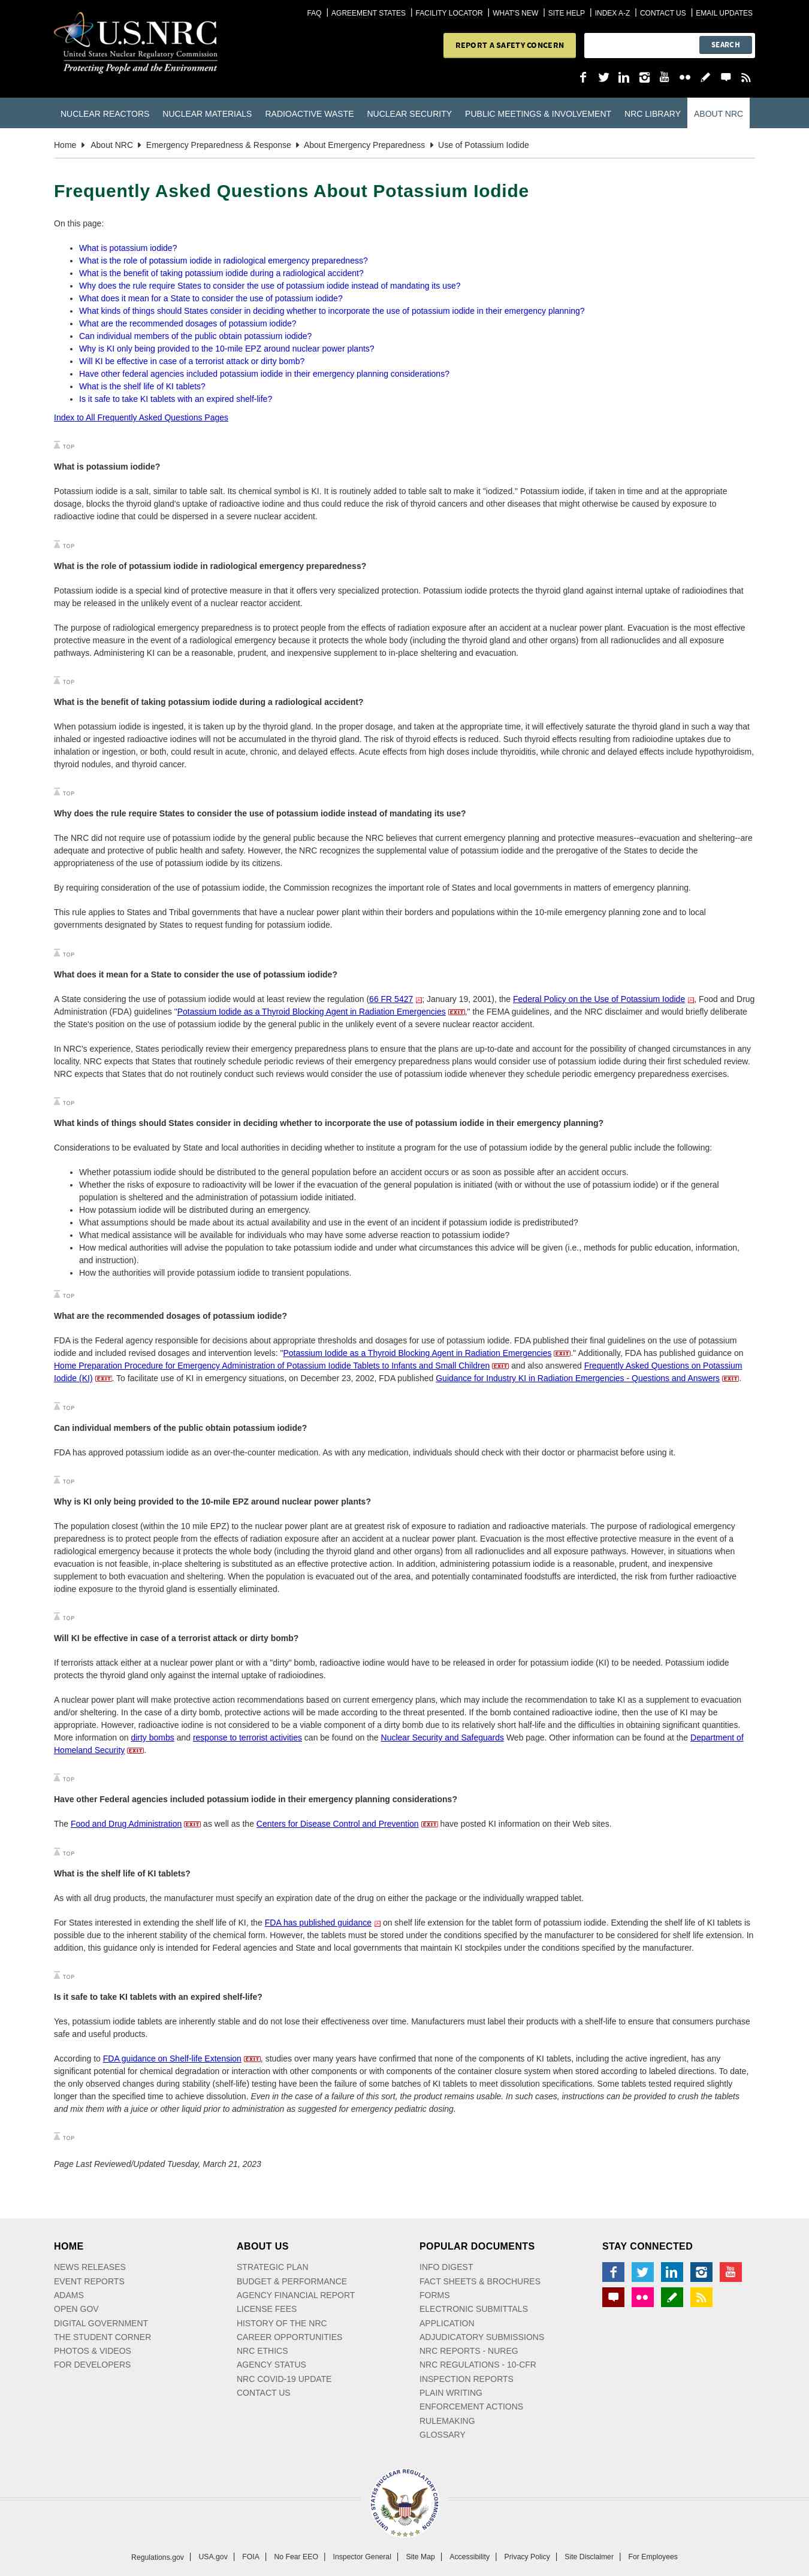 U.S.NRC
United States Nuclear Regulatory Commission
Protecting People and the Environment
FAQ | AGREEMENT STATES | FACILITY LOCATOR | WHAT'S NEW | SITE HELP | INDEX A-Z | CONTACT US | EMAIL UPDATES
REPORT A SAFETY CONCERN
SEARCH
NUCLEAR REACTORS NUCLEAR MATERIALS RADIOACTIVE WASTE NUCLEAR SECURITY PUBLIC MEETINGS & INVOLVEMENT NRC LIBRARY ABOUT NRC
Home About NRC Emergency Preparedness & Response About Emergency Preparedness Use of Potassium Iodide
Frequently Asked Questions About Potassium Iodide
On this page:
What is potassium iodide?
What is the role of potassium iodide in radiological emergency preparedness?
What is the benefit of taking potassium iodide during a radiological accident?
Why does the rule require States to consider the use of potassium iodide instead of mandating its use?
What does it mean for a State to consider the use of potassium iodide?
What kinds of things should States consider in deciding whether to incorporate the use of potassium iodide in their emergency planning?
What are the recommended dosages of potassium iodide?
Can individual members of the public obtain potassium iodide?
Why is KI only being provided to the 10-mile EPZ around nuclear power plants?
Will KI be effective in case of a terrorist attack or dirty bomb?
Have other federal agencies included potassium iodide in their emergency planning considerations?
What is the shelf life of KI tablets?
Is it safe to take KI tablets with an expired shelf-life?
Index to All Frequently Asked Questions Pages
TOP
What is potassium iodide?
Potassium iodide is a salt, similar to table salt. Its chemical symbol is KI. It is routinely added to table salt to make it "iodized." Potassium iodide, if taken in time and at the appropriate
dosage, blocks the thyroid gland's uptake of radioactive iodine and thus could reduce the risk of thyroid cancers and other diseases that might otherwise be caused by exposure to
radioactive iodine that could be dispersed in a severe nuclear accident.
TOP
What is the role of potassium iodide in radiological emergency preparedness?
Potassium iodide is a special kind of protective measure in that it offers very specialized protection. Potassium iodide protects the thyroid gland against internal uptake of radioiodines that
may be released in the unlikely event of a nuclear reactor accident.
The purpose of radiological emergency preparedness is to protect people from the effects of radiation exposure after an accident at a nuclear power plant. Evacuation is the most effective
protective measure in the event of a radiological emergency because it protects the whole body (including the thyroid gland and other organs) from all radionuclides and all exposure
pathways. Administering KI can be a reasonable, prudent, and inexpensive supplement to in-place sheltering and evacuation.
TOP
What is the benefit of taking potassium iodide during a radiological accident?
When potassium iodide is ingested, it is taken up by the thyroid gland. In the proper dosage, and taken at the appropriate time, it will effectively saturate the thyroid gland in such a way that
inhaled or ingested radioactive iodines will not be accumulated in the thyroid gland. The risk of thyroid effects is reduced. Such thyroid effects resulting from radioiodine uptakes due to
inhalation or ingestion, or both, could result in acute, chronic, and delayed effects. Acute effects from high doses include thyroiditis, while chronic and delayed effects include hypothyroidism,
thyroid nodules, and thyroid cancer.
TOP
Why does the rule require States to consider the use of potassium iodide instead of mandating its use?
The NRC did not require use of potassium iodide by the general public because the NRC believes that current emergency planning and protective measures--evacuation and sheltering--are
adequate and protective of public health and safety. However, the NRC recognizes the supplemental value of potassium iodide and the prerogative of the States to decide the
appropriateness of the use of potassium iodide by its citizens.
By requiring consideration of the use of potassium iodide, the Commission recognizes the important role of States and local governments in matters of emergency planning.
This rule applies to States and Tribal governments that have a nuclear power plant within their borders and populations within the 10-mile emergency planning zone and to local
governments designated by States to request funding for potassium iodide.
TOP
What does it mean for a State to consider the use of potassium iodide?
A State considering the use of potassium iodide would at least review the regulation (66 FR 5427; January 19, 2001), the Federal Policy on the Use of Potassium Iodide, Food and Drug
Administration (FDA) guidelines "Potassium Iodide as a Thyroid Blocking Agent in Radiation Emergencies EXIT," the FEMA guidelines, and the NRC disclaimer and would briefly deliberate
the State's position on the use of potassium iodide by the general public in the unlikely event of a severe nuclear reactor accident.
In NRC's experience, States periodically review their emergency preparedness plans to ensure that the plans are up-to-date and account for the possibility of changed circumstances in any
locality. NRC expects that States that routinely schedule periodic reviews of their emergency preparedness plans would consider use of potassium iodide during their first scheduled review.
NRC expects that States that do not routinely conduct such reviews would consider the use of potassium iodide whenever they schedule periodic emergency preparedness exercises.
TOP
What kinds of things should States consider in deciding whether to incorporate the use of potassium iodide in their emergency planning?
Considerations to be evaluated by State and local authorities in deciding whether to institute a program for the use of potassium iodide by the general public include the following:
Whether potassium iodide should be distributed to the general population before an accident occurs or as soon as possible after an accident occurs.
Whether the risks of exposure to radioactivity will be lower if the evacuation of the general population is initiated (with or without the use of potassium iodide) or if the general
population is sheltered and the administration of potassium iodide initiated.
How potassium iodide will be distributed during an emergency.
What assumptions should be made about its actual availability and use in the event of an incident if potassium iodide is predistributed?
What medical assistance will be available for individuals who may have some adverse reaction to potassium iodide?
How medical authorities will advise the population to take potassium iodide and under what circumstances this advice will be given (i.e., methods for public education, information,
and instruction).
How the authorities will provide potassium iodide to transient populations.
TOP
What are the recommended dosages of potassium iodide?
FDA is the Federal agency responsible for decisions about appropriate thresholds and dosages for use of potassium iodide. FDA published their final guidelines on the use of potassium
iodide and included revised dosages and intervention levels: "Potassium Iodide as a Thyroid Blocking Agent in Radiation Emergencies EXIT." Additionally, FDA has published guidance on
Home Preparation Procedure for Emergency Administration of Potassium Iodide Tablets to Infants and Small Children EXIT and also answered Frequently Asked Questions on Potassium
Iodide (KI) EXIT. To facilitate use of KI in emergency situations, on December 23, 2002, FDA published Guidance for Industry KI in Radiation Emergencies - Questions and Answers EXIT.
TOP
Can individual members of the public obtain potassium iodide?
FDA has approved potassium iodide as an over-the-counter medication. As with any medication, individuals should check with their doctor or pharmacist before using it.
TOP
Why is KI only being provided to the 10-mile EPZ around nuclear power plants?
The population closest (within the 10 mile EPZ) to the nuclear power plant are at greatest risk of exposure to radiation and radioactive materials. The purpose of radiological emergency
preparedness is to protect people from the effects of radiation exposure after an accident at a nuclear power plant. Evacuation is the most effective protective measure in the event of a
radiological emergency because it protects the whole body (including the thyroid gland and other organs) from all radionuclides and all exposure pathways. However, in situations when
evacuation is not feasible, in-place sheltering is substituted as an effective protective action. In addition, administering potassium iodide is a reasonable, prudent, and inexpensive
supplement to both evacuation and sheltering. When the population is evacuated out of the area, and potentially contaminated foodstuffs are interdicted, the risk from further radioactive
iodine exposure to the thyroid gland is essentially eliminated.
TOP
Will KI be effective in case of a terrorist attack or dirty bomb?
If terrorists attack either at a nuclear power plant or with a "dirty" bomb, radioactive iodine would have to be released in order for potassium iodide (KI) to be needed. Potassium iodide
protects the thyroid gland only against the internal uptake of radioiodines.
A nuclear power plant will make protective action recommendations based on current emergency plans, which may include the recommendation to take KI as a supplement to evacuation
and/or sheltering. In the case of a dirty bomb, protective actions will be made according to the threat presented. If the bomb contained radioactive iodine, then the use of KI may be
appropriate. However, radioactive iodine is not considered to be a viable component of a dirty bomb due to its relatively short half-life and the difficulties in obtaining significant quantities.
More information on dirty bombs and response to terrorist activities can be found on the Nuclear Security and Safeguards Web page. Other information can be found at the Department of
Homeland Security EXIT.
TOP
Have other Federal agencies included potassium iodide in their emergency planning considerations?
The Food and Drug Administration EXIT as well as the Centers for Disease Control and Prevention EXIT have posted KI information on their Web sites.
TOP
What is the shelf life of KI tablets?
As with all drug products, the manufacturer must specify an expiration date of the drug on either the package or the individually wrapped tablet.
For States interested in extending the shelf life of KI, the FDA has published guidance on shelf life extension for the tablet form of potassium iodide. Extending the shelf life of KI tablets is
possible due to the inherent stability of the chemical form. However, the tablets must be stored under the conditions specified by the manufacturer to be considered for shelf life extension. In
addition, this guidance only is intended for Federal agencies and State and local governments that maintain KI stockpiles under the conditions specified by the manufacturer.
TOP
Is it safe to take KI tablets with an expired shelf-life?
Yes, potassium iodide tablets are inherently stable and do not lose their effectiveness over time. Manufacturers must label their products with a shelf-life to ensure that consumers purchase
safe and useful products.
According to FDA guidance on Shelf-life Extension EXIT, studies over many years have confirmed that none of the components of KI tablets, including the active ingredient, has any
significant potential for chemical degradation or interaction with other components or with components of the container closure system when stored according to labeled directions. To date,
the only observed changes during stability (shelf-life) testing have been the failure of some batches of KI tablets to meet dissolution specifications. Some tablets tested required slightly
longer than the specified time to achieve dissolution. Even in the case of a failure of this sort, the product remains usable. In such cases, instructions can be provided to crush the tablets
and mix them with a juice or other liquid prior to administration as suggested for emergency pediatric dosing.
TOP
Page Last Reviewed/Updated Tuesday, March 21, 2023
HOME
NEWS RELEASES
EVENT REPORTS
ADAMS
OPEN GOV
DIGITAL GOVERNMENT
THE STUDENT CORNER
PHOTOS & VIDEOS
FOR DEVELOPERS
ABOUT US
STRATEGIC PLAN
BUDGET & PERFORMANCE
AGENCY FINANCIAL REPORT
LICENSE FEES
HISTORY OF THE NRC
CAREER OPPORTUNITIES
NRC ETHICS
AGENCY STATUS
NRC COVID-19 UPDATE
CONTACT US
POPULAR DOCUMENTS
INFO DIGEST
FACT SHEETS & BROCHURES
FORMS
ELECTRONIC SUBMITTALS
APPLICATION
ADJUDICATORY SUBMISSIONS
NRC REPORTS - NUREG
NRC REGULATIONS - 10-CFR
INSPECTION REPORTS
PLAIN WRITING
ENFORCEMENT ACTIONS
RULEMAKING
GLOSSARY
STAY CONNECTED
UNITED STATES NUCLEAR REGULATORY COMMISSION
Regulations.gov | USA.gov | FOIA | No Fear EEO | Inspector General | Site Map | Accessibility | Privacy Policy | Site Disclaimer | For Employees